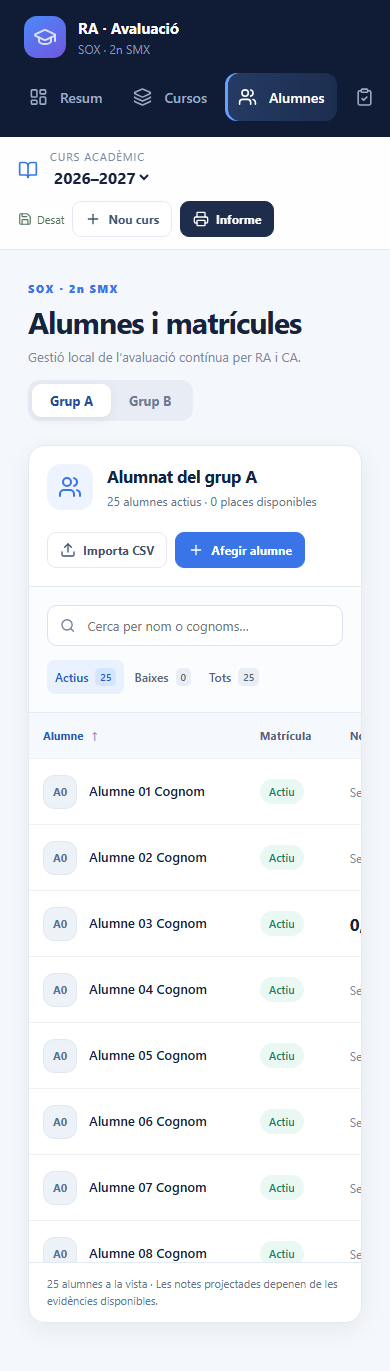 RA · Avaluació
SOX · 2n SMX
Resum
Cursos
Alumnes
CURS ACADÈMIC
2026–2027
Desat
Nou curs
Informe
SOX · 2n SMX
Alumnes i matrícules
Gestió local de l'avaluació contínua per RA i CA.
Grup A
Grup B
Alumnat del grup A
25 alumnes actius · 0 places disponibles
Importa CSV
Afegir alumne
Cerca per nom o cognoms...
Actius 25
Baixes 0
Tots 25
Alumne ↑ Matrícula
A0 Alumne 01 Cognom Actiu
A0 Alumne 02 Cognom Actiu
A0 Alumne 03 Cognom Actiu 0,
A0 Alumne 04 Cognom Actiu
A0 Alumne 05 Cognom Actiu
A0 Alumne 06 Cognom Actiu
A0 Alumne 07 Cognom Actiu
A0 Alumne 08 Cognom Actiu
25 alumnes a la vista · Les notes projectades depenen de les
evidències disponibles.